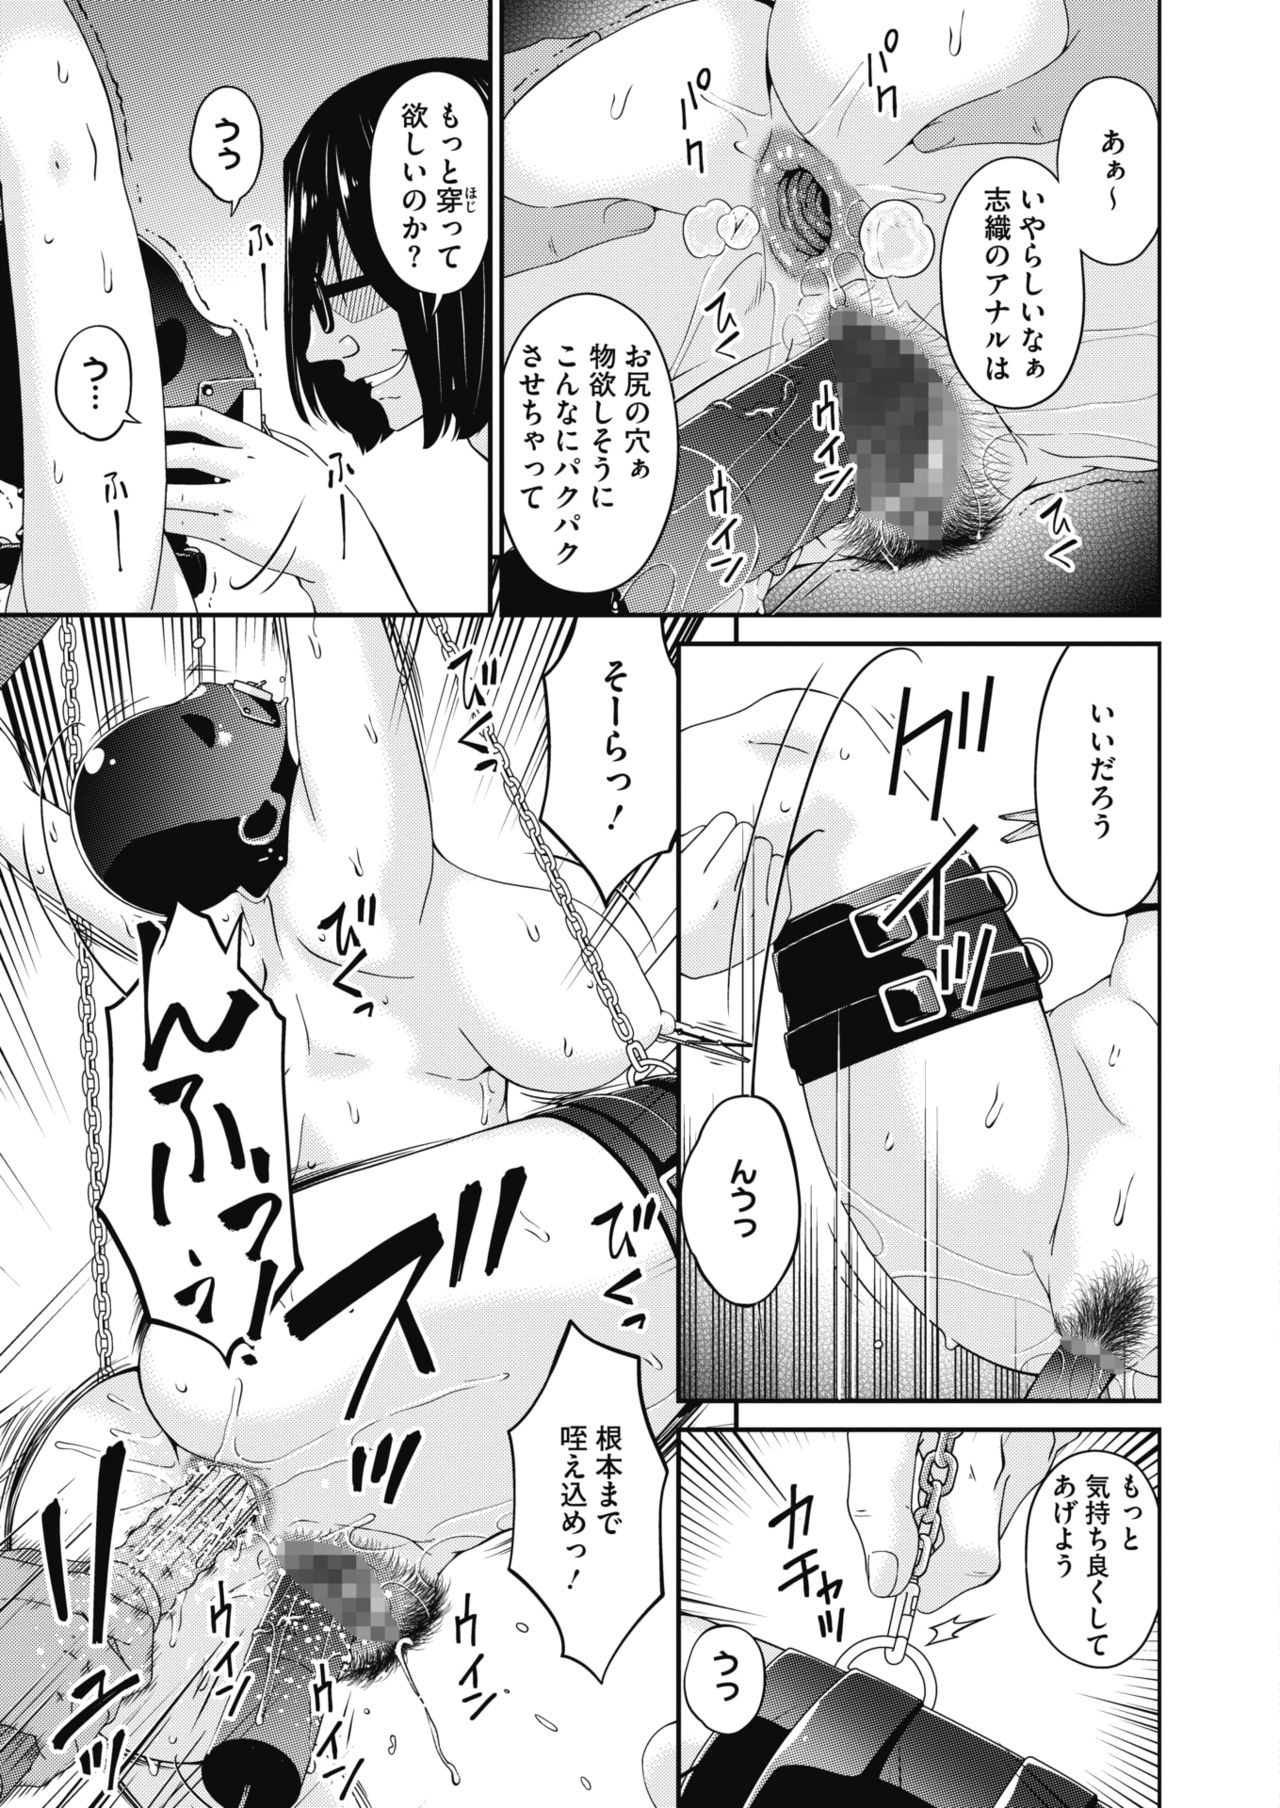 あぁ～
いやらしいなぁ
志織のアナルは
パク
パク
ひく
ひく
ウイン
ウイン
お尻の穴ぁ
物欲しそうに
こんなにパクパク
させちゃって
もっと穿って
ほじ
欲しいのか？
うぅ
ふーー
う…
ふーー
いいだろう
グイッ
んうっ
もっと
気持ち良くして
あげよう
カチャッ
うっ
そーらっ！
びくっ
びくっ
びくっ
んふーっっ！
ズ
根本まで
咥え込めっ！
ウイン
ウイン
ウイン